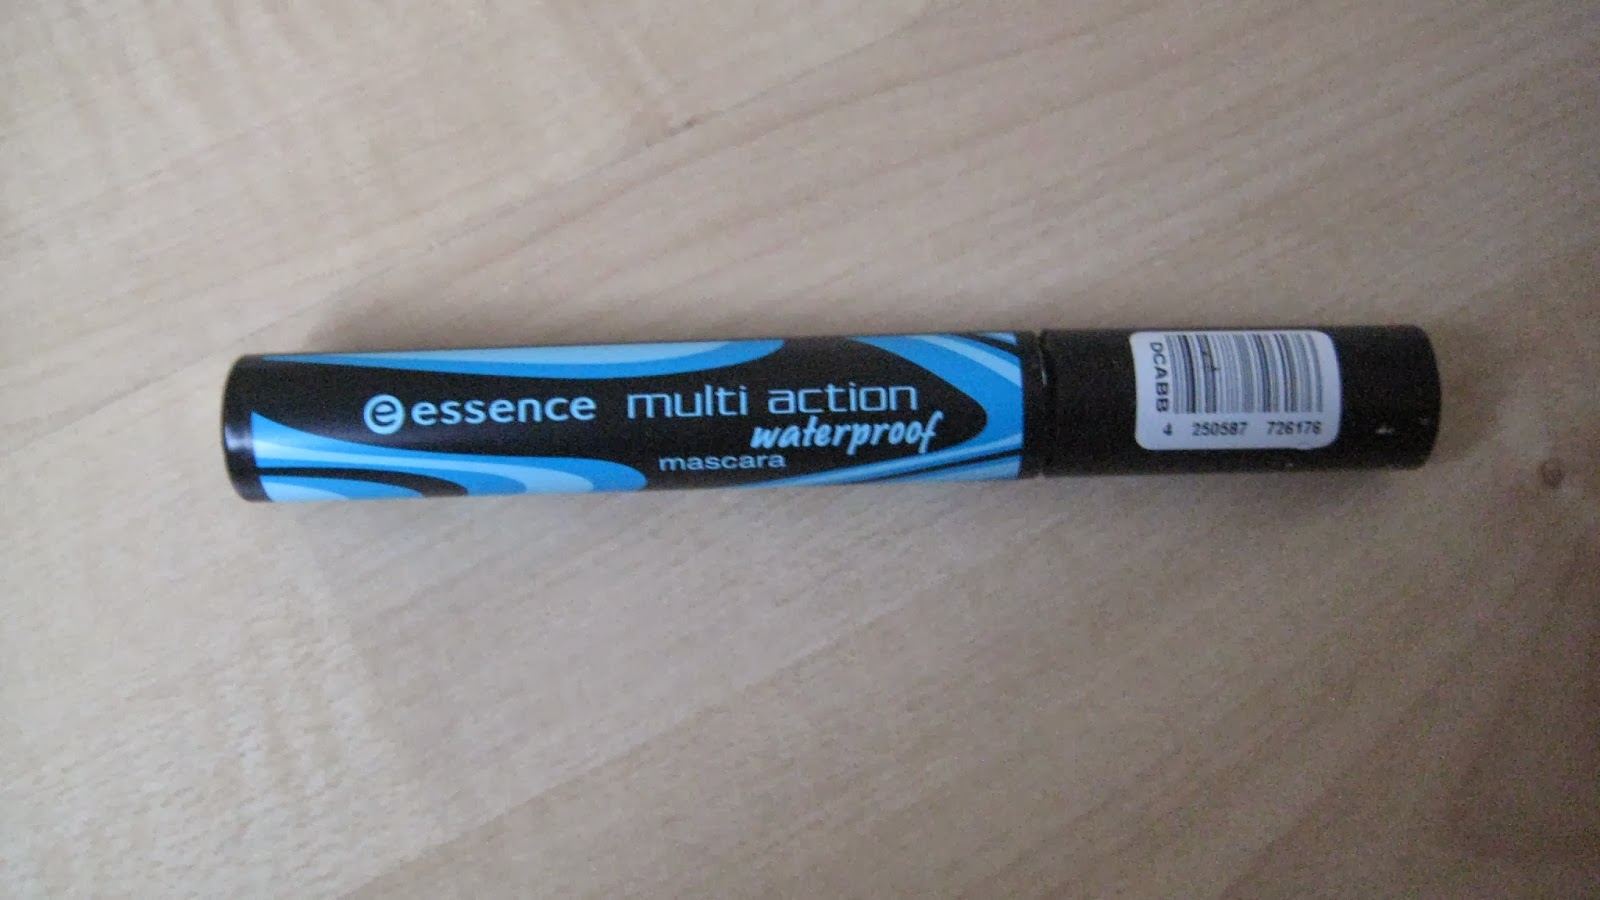 e essence multi action
waterproof
mascara
DCABB
4 250587 726176